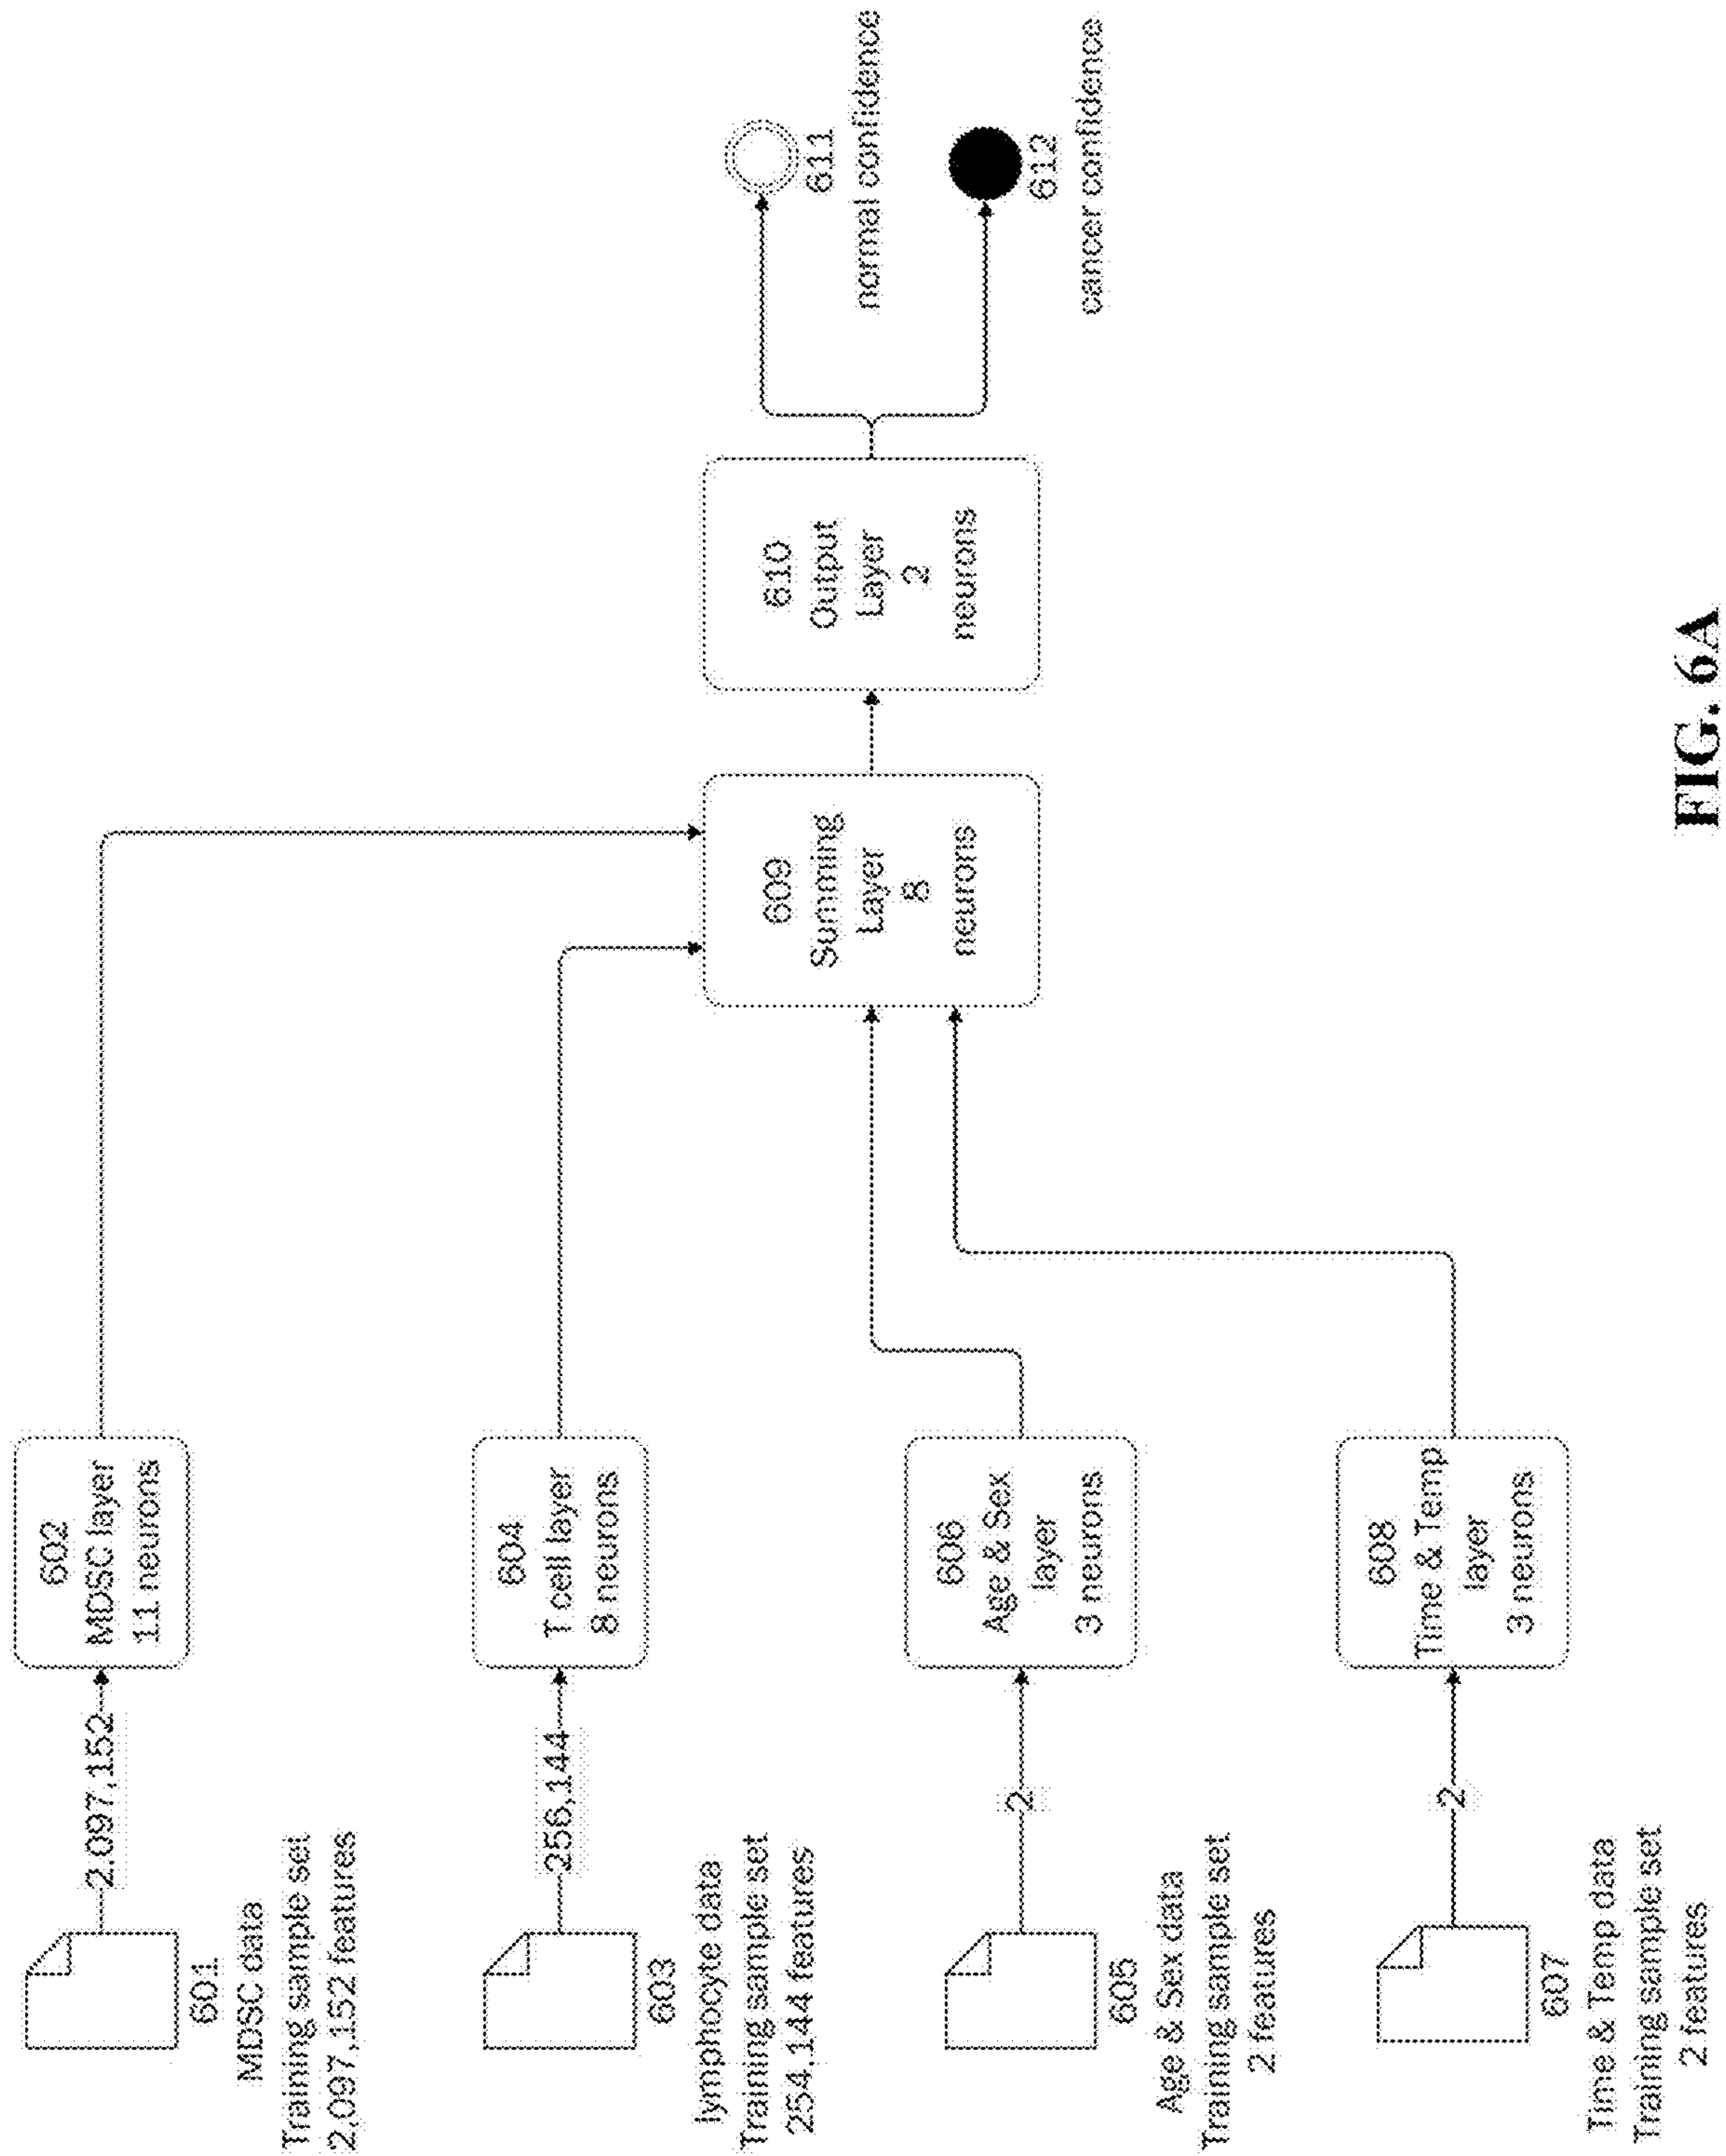 601
MDSC data
Training sample set
2,097,152 features
2,097,152
602
MDSC layer
11 neurons
603
lymphocyte data
Training sample set
254,144 features
256,144
604
T cell layer
8 neurons
605
Age & Sex data
Training sample set
2 features
2
606
Age & Sex
layer
3 neurons
607
Time & Temp data
Training sample set
2 features
2
608
Time & Temp
layer
3 neurons
609
Summing
Layer
8
neurons
610
Output
Layer
2
neurons
611
normal confidence
612
cancer confidence
FIG. 6A